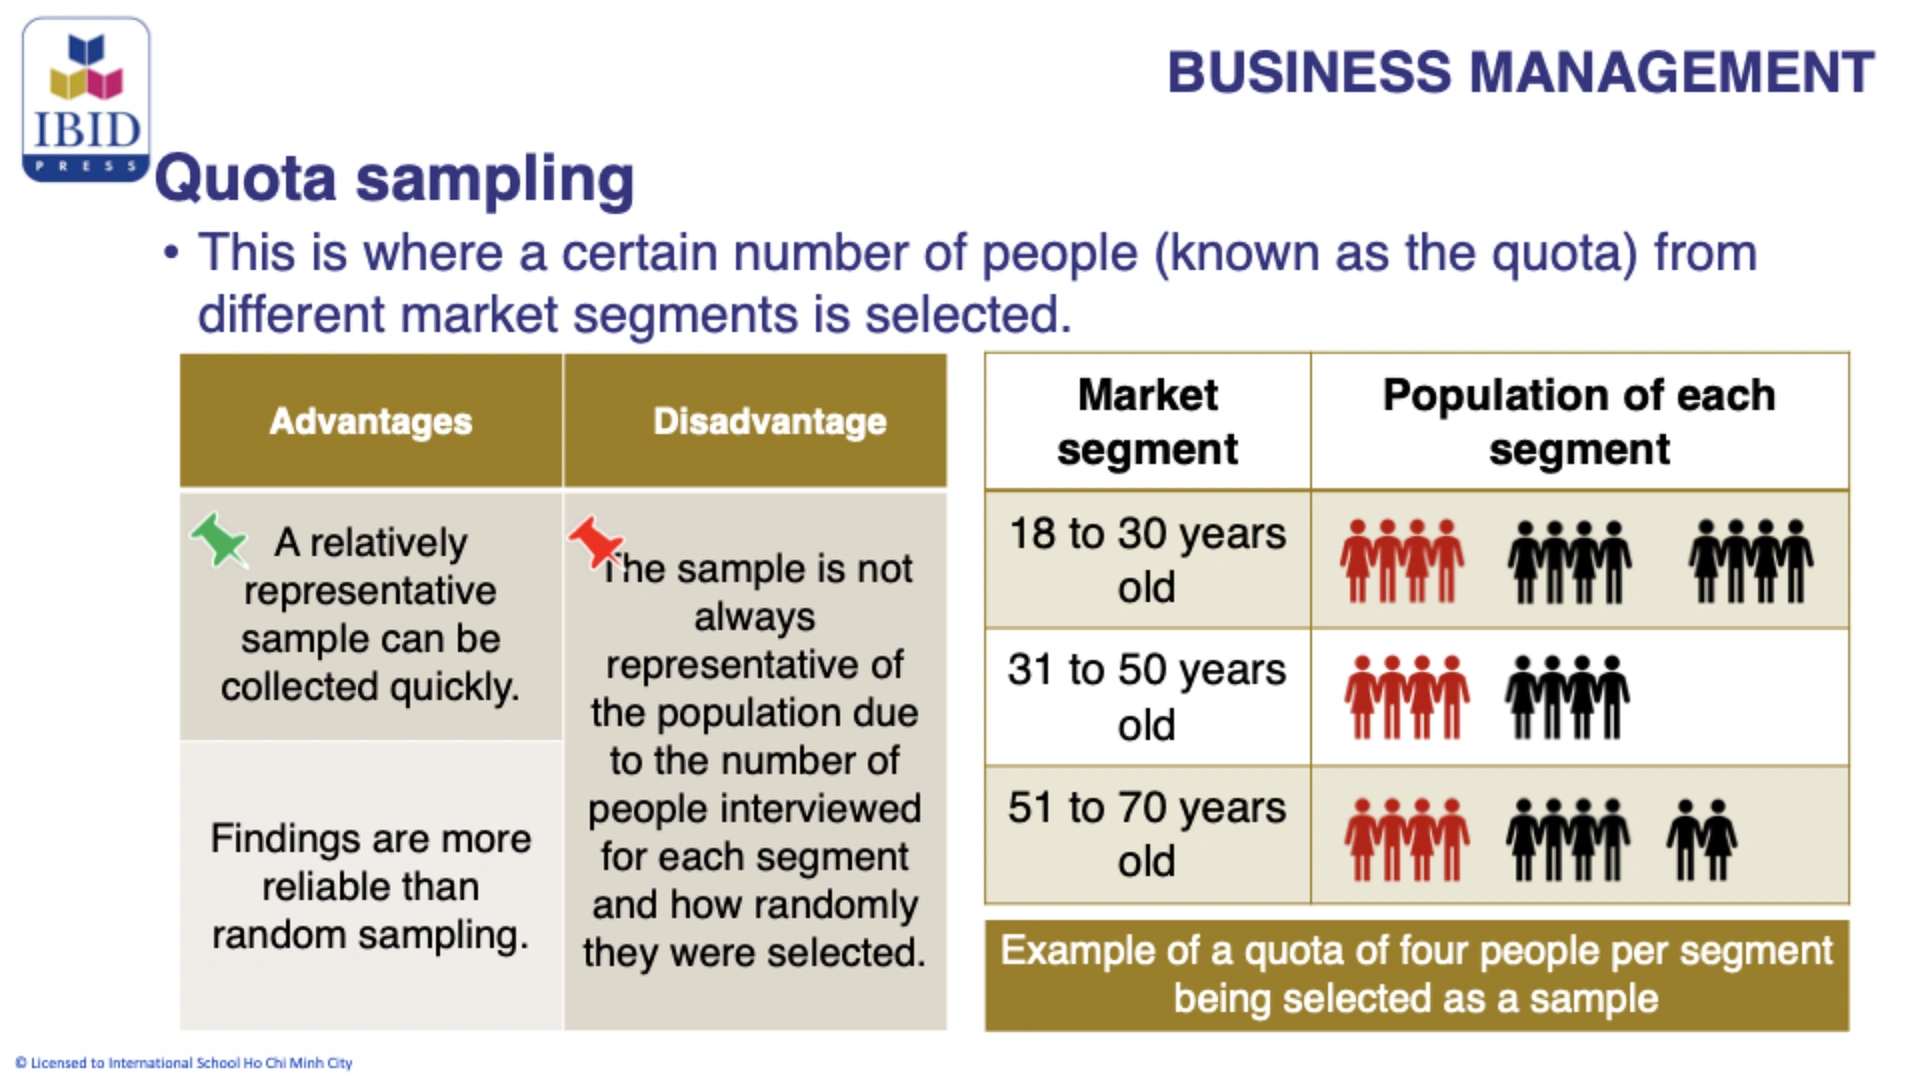 IBID
PRESS
BUSINESS MANAGEMENT
Quota sampling
• This is where a certain number of people (known as the quota) from
different market segments is selected.
Advantages
Disadvantage
A relatively
representative
sample can be
collected quickly.
Findings are more
reliable than
random sampling.
The sample is not
always
representative of
the population due
to the number of
people interviewed
for each segment
and how randomly
they were selected.
Market
segment
Population of each
segment
18 to 30 years
old
31 to 50 years
old
51 to 70 years
old
Example of a quota of four people per segment
being selected as a sample
© Licensed to International School Ho Chi Minh City